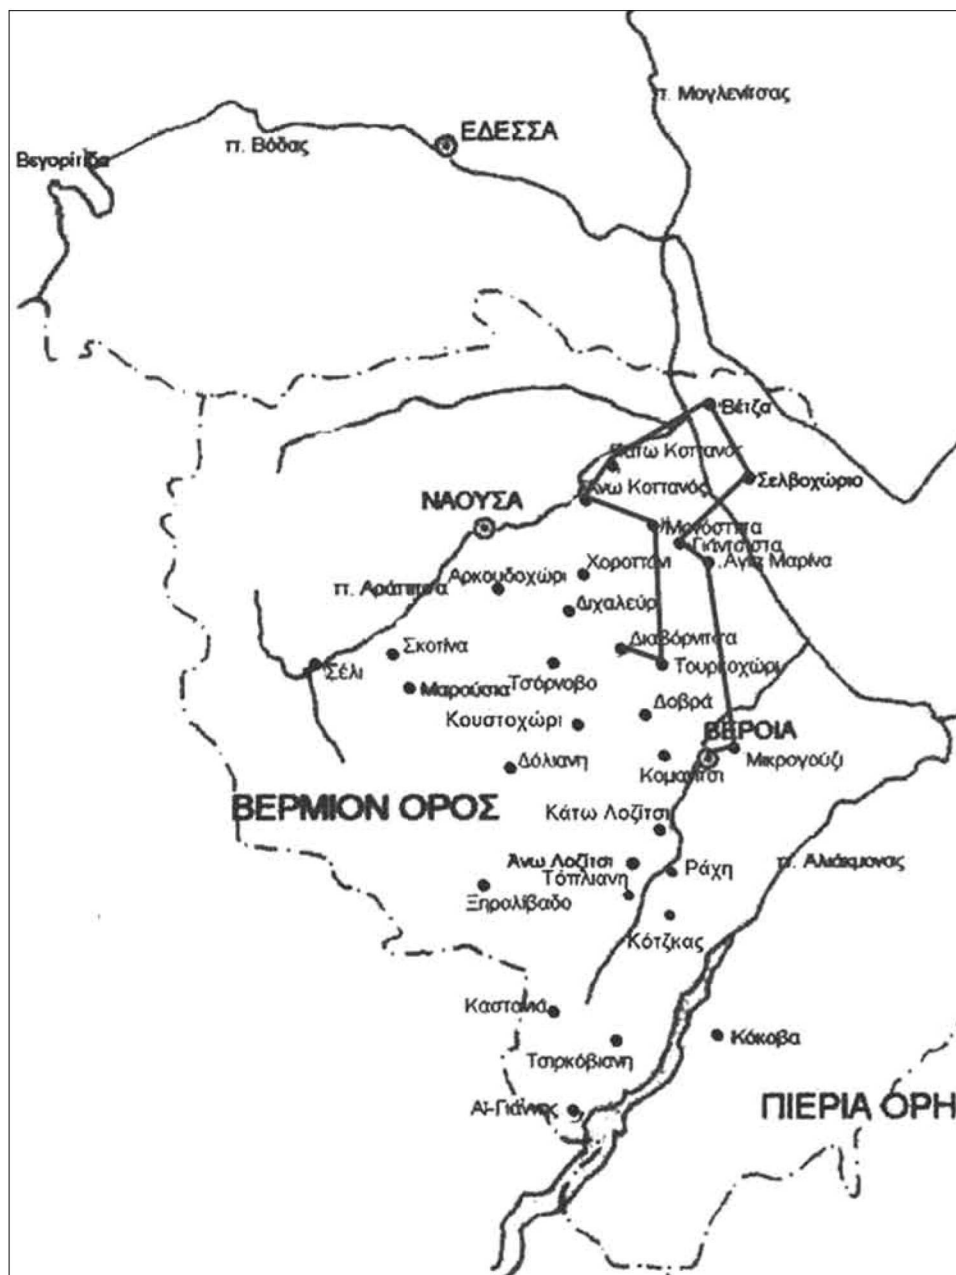 π. Μογλενίτσας
ΕΔΕΣΣΑ
π. Βόδας
Βεγορίτιδα
Βέτζα
Κάτω Κοπανός
Σελβοχώριο
Άνω Κοπανός
ΝΑΟΥΣΑ
Μονόσπιτα
Γιάντσιστα
Αγία Μαρίνα
Χοροπάνι
Αρκουδοχώρι
π. Αράπιτσα
Διχαλεύρι
Διαβόρνιτσα
Σκοτίνα
Σέλι
Τουρκοχώρι
Τσόρνοβο
Μαρούσια
Δοβρά
Κουστοχώρι
ΒΕΡΟΙΑ
Μικρογούζι
Κομανίτσι
Δόλιανη
ΒΕΡΜΙΟΝ ΟΡΟΣ
Κάτω Λοζίτσι
Άνω Λοζίτσι
π. Αλιάκμονας
Ράχη
Τόπλιανη
Ξηρολίβαδο
Κότζκας
Καστανιά
Κόκοβα
Τσιρκόβιανη
ΠΙΕΡΙΑ ΟΡΗ
Αϊ-Γιάννης